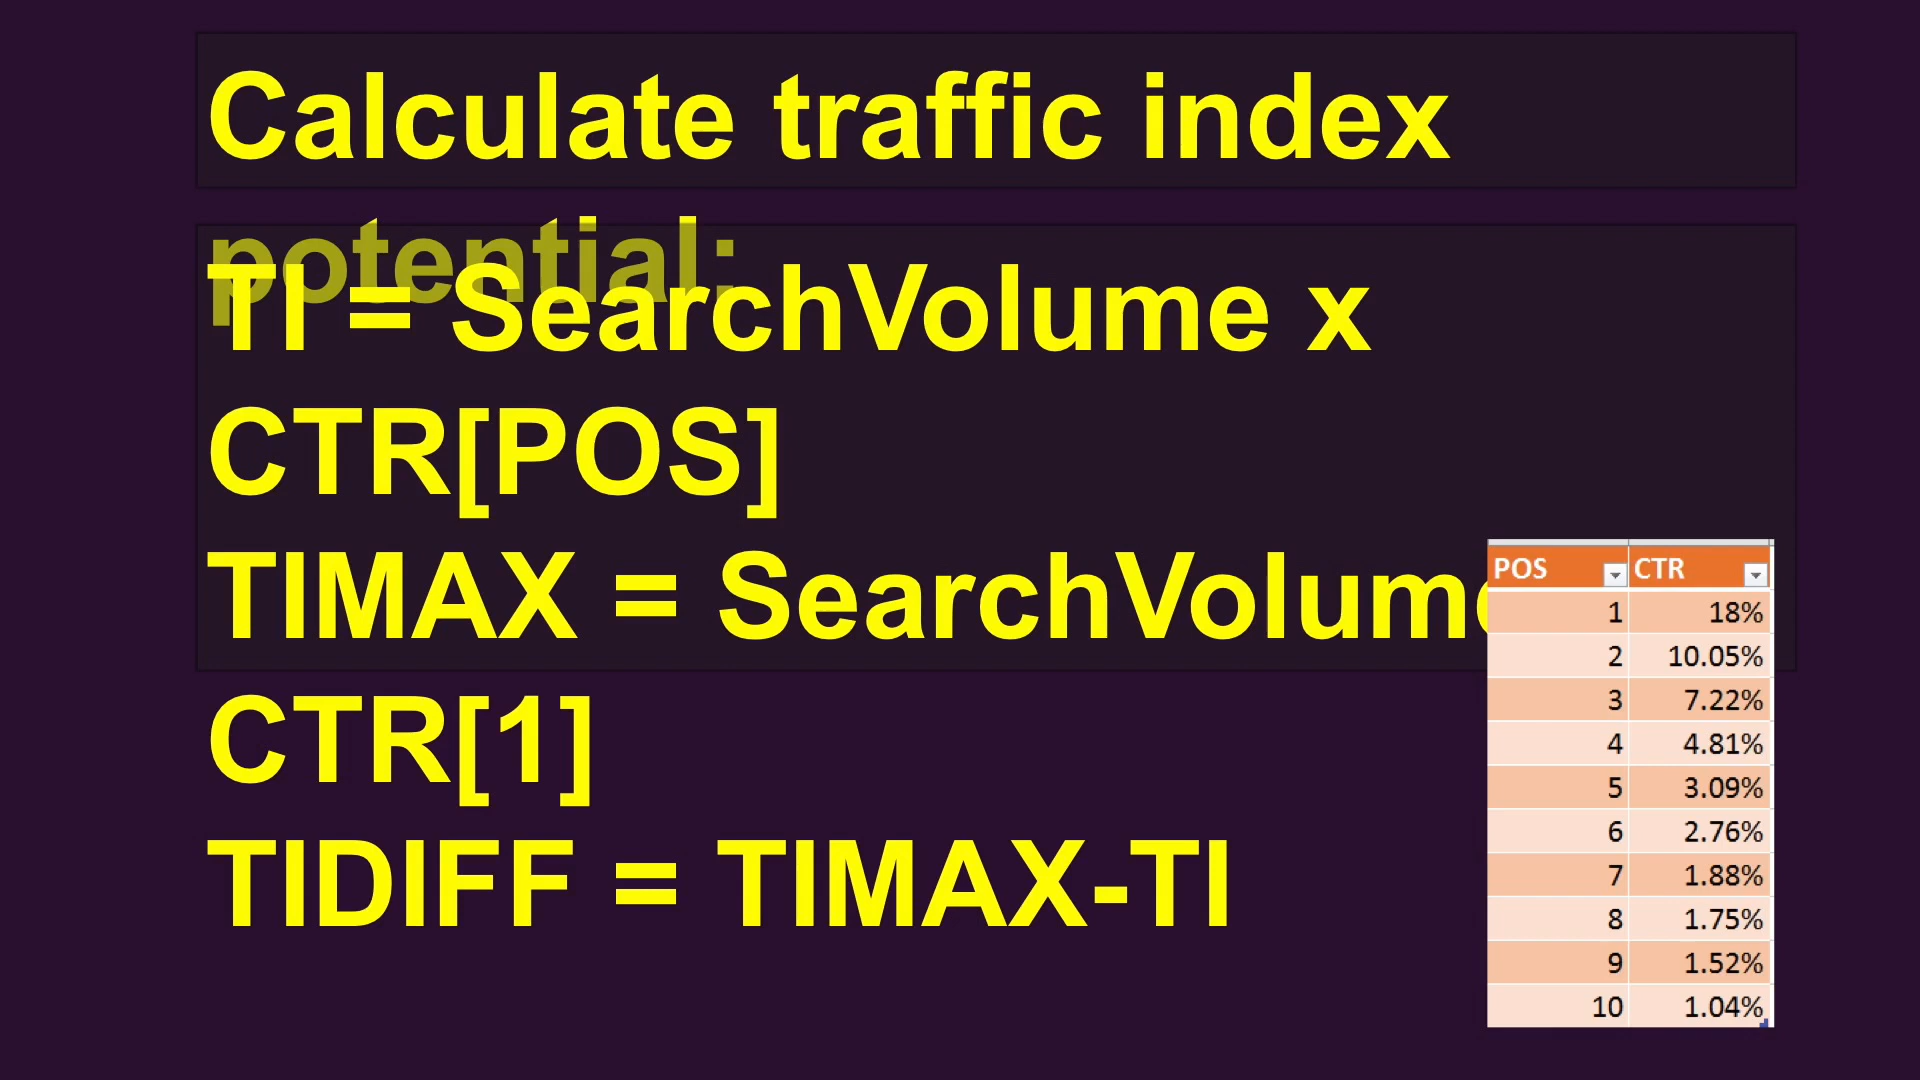 Calculate traffic index
potential:
TI = SearchVolume x
CTR[POS]
TIMAX = SearchVolume
CTR[1]
TIDIFF = TIMAX-TI
POS CTR
1 18%
2 10.05%
3 7.22%
4 4.81%
5 3.09%
6 2.76%
7 1.88%
8 1.75%
9 1.52%
10 1.04%